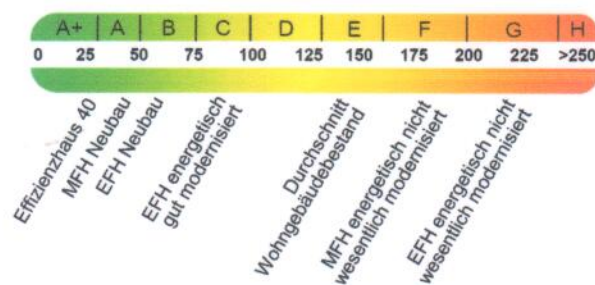 A+ A B C D E F G H
0 25 50 75 100 125 150 175 200 225 >250
Effizienzhaus 40
MFH Neubau
EFH Neubau
EFH energetisch
gut modernisiert
Durchschnitt
Wohngebäudebestand
MFH energetisch nicht
wesentlich modernisiert
EFH energetisch nicht
wesentlich modernisiert